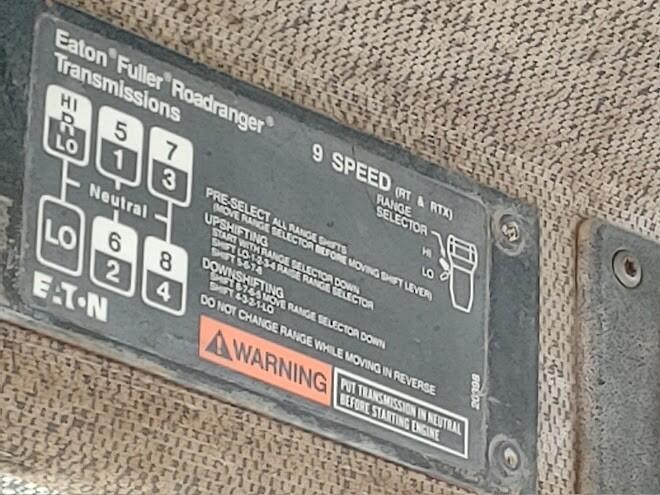 Eaton® Fuller® Roadranger®
Transmissions
HI
R
LO
5
1
7
3
Neutral
LO
6
2
8
4
E·T·N
9 SPEED (RT & RTX)
RANGE
SELECTOR
HI
LO
PRE-SELECT ALL RANGE SHIFTS
(MOVE RANGE SELECTOR BEFORE MOVING SHIFT LEVER)
UPSHIFTING
START WITH RANGE SELECTOR DOWN
SHIFT LO-1-2-3-4 RAISE RANGE SELECTOR
SHIFT 5-6-7-8
DOWNSHIFTING
SHIFT 8-7-6-5 MOVE RANGE SELECTOR DOWN
SHIFT 4-3-2-1-LO
DO NOT CHANGE RANGE WHILE MOVING IN REVERSE
WARNING
PUT TRANSMISSION IN NEUTRAL
BEFORE STARTING ENGINE
20398